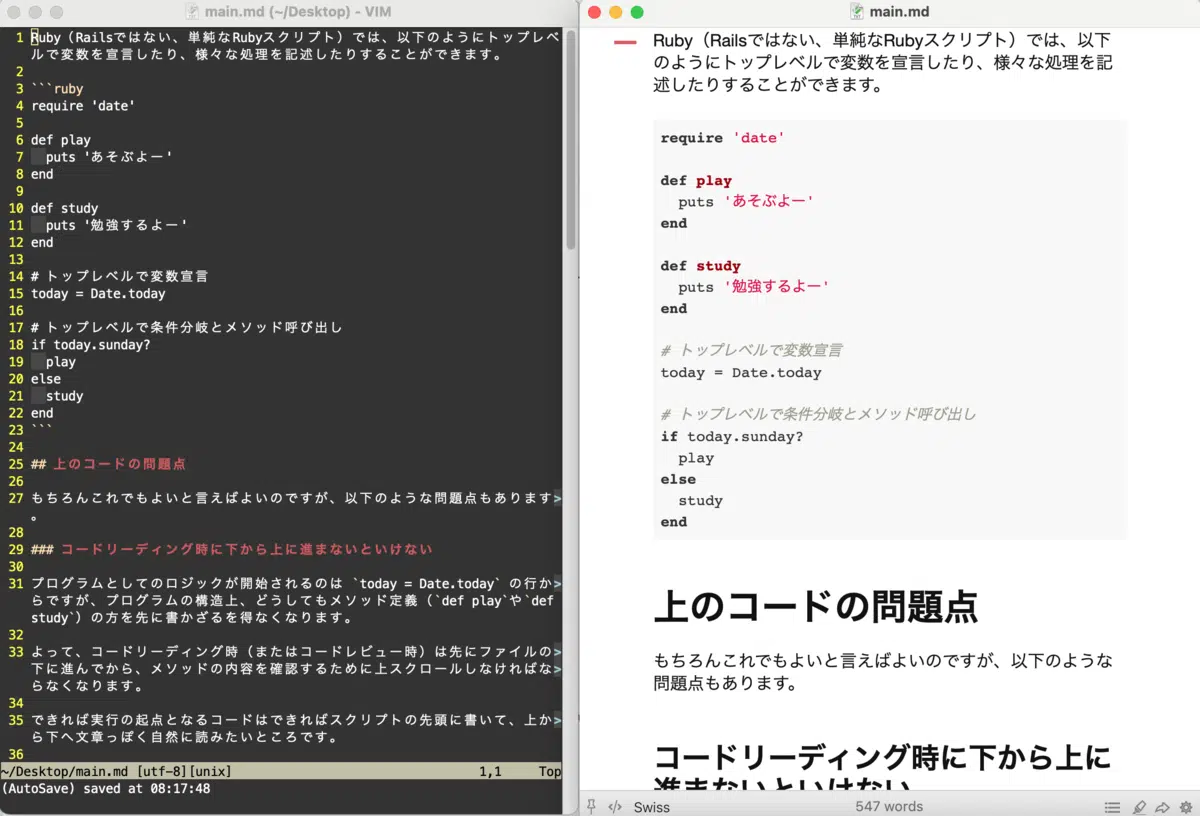 main.md (~/Desktop) - VIM
1 Ruby（Railsではない、単純なRubyスクリプト）では、以下のようにトップレベ
ルで変数を宣言したり、様々な処理を記述したりすることができます。
2
3 ```ruby
4 require 'date'
5
6 def play
7 puts 'あそぶよー'
8 end
9
10 def study
11 puts '勉強するよー'
12 end
13
14 # トップレベルで変数宣言
15 today = Date.today
16
17 # トップレベルで条件分岐とメソッド呼び出し
18 if today.sunday?
19 play
20 else
21 study
22 end
23 ```
24
25 ## 上のコードの問題点
26
27 もちろんこれでもよいと言えばよいのですが、以下のような問題点もあります>
。
28
29 ### コードリーディング時に下から上に進まないといけない
30
31 プログラムとしてのロジックが開始されるのは `today = Date.today` の行か>
らですが、プログラムの構造上、どうしてもメソッド定義（`def play`や`def
study`）の方を先に書かざるを得なくなります。
32
33 よって、コードリーディング時（またはコードレビュー時）は先にファイルの>
下に進んでから、メソッドの内容を確認するために上スクロールしなければな>
らなくなります。
34
35 できれば実行の起点となるコードはできればスクリプトの先頭に書いて、上か>
ら下へ文章っぽく自然に読みたいところです。
36
~/Desktop/main.md [utf-8][unix] 1,1 Top
(AutoSave) saved at 08:17:48
main.md
Ruby（Railsではない、単純なRubyスクリプト）では、以下
のようにトップレベルで変数を宣言したり、様々な処理を記
述したりすることができます。
require 'date'
def play
puts 'あそぶよー'
end
def study
puts '勉強するよー'
end
# トップレベルで変数宣言
today = Date.today
# トップレベルで条件分岐とメソッド呼び出し
if today.sunday?
play
else
study
end
上のコードの問題点
もちろんこれでもよいと言えばよいのですが、以下のような
問題点もあります。
コードリーディング時に下から上に
進まないといけない
Swiss
547 words